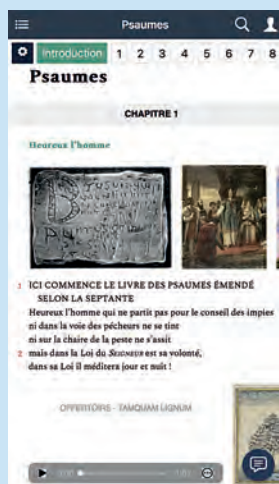 Psaumes
Introduction 1 2 3 4 5 6 7 8
Psaumes
CHAPITRE 1
Heureux l'homme
1 ICI COMMENCE LE LIVRE DES PSAUMES ÉMENDÉ
SELON LA SEPTANTE
Heureux l'homme qui ne partit pas pour le conseil des impies
ni dans la voie des pécheurs ne se tint
ni sur la chaire de la peste ne s'assit
2 mais dans la Loi du SEIGNEUR est sa volonté,
dans sa Loi il méditera jour et nuit !
OFFERTOIRE - TAMQUAM LIGNUM